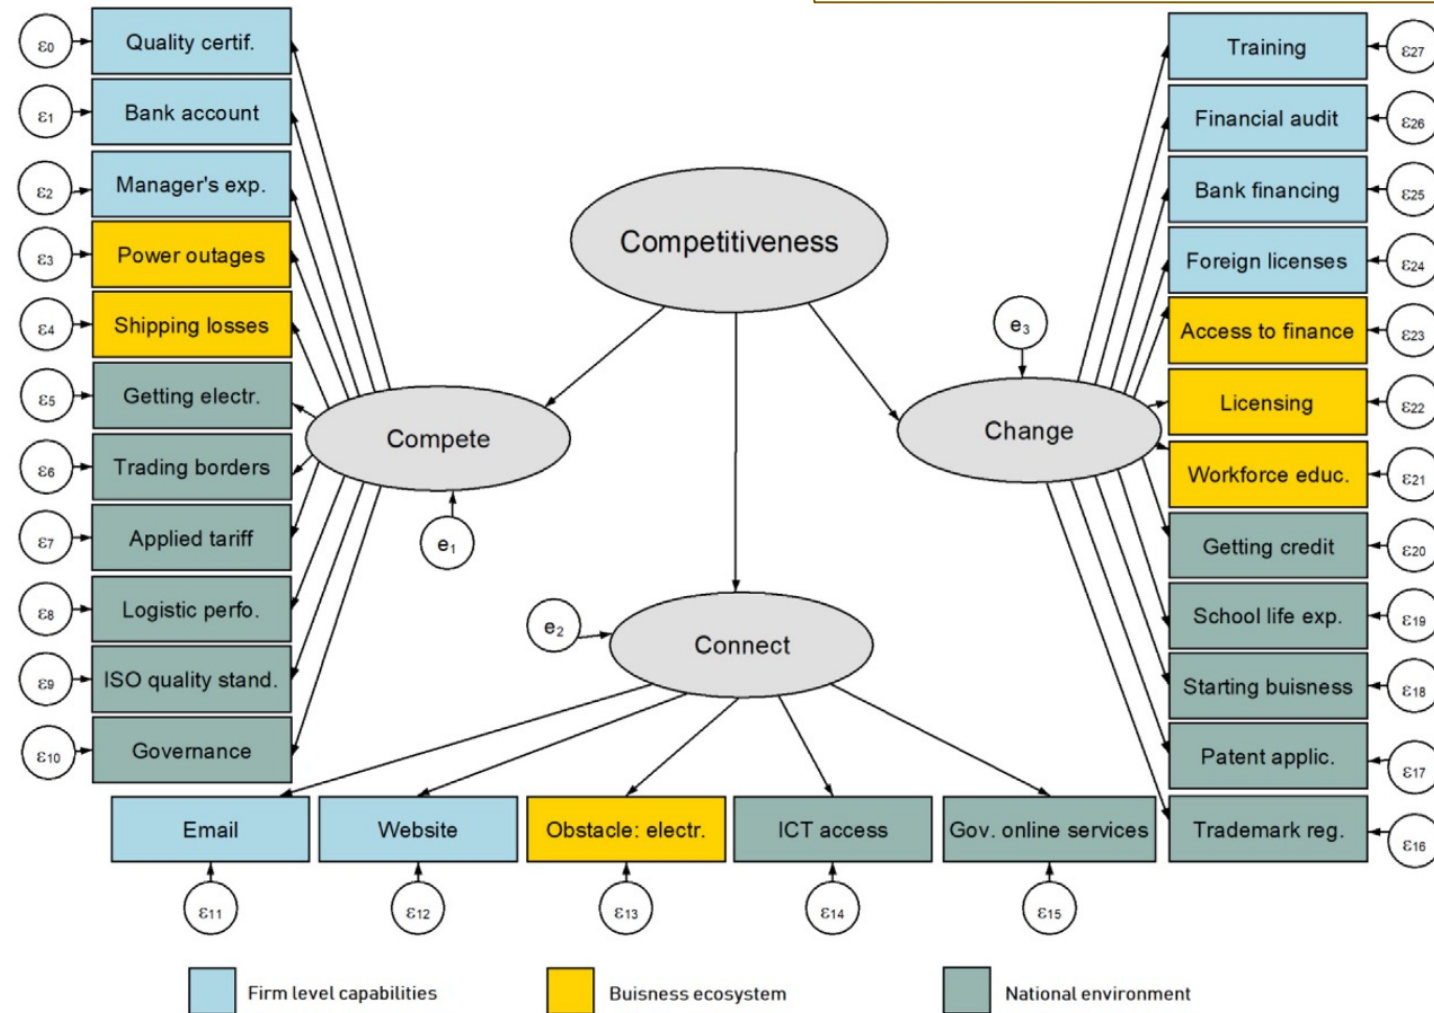 ε0
Quality certif.
ε1
Bank account
ε2
Manager's exp.
ε3
Power outages
ε4
Shipping losses
ε5
Getting electr.
ε6
Trading borders
ε7
Applied tariff
ε8
Logistic perfo.
ε9
ISO quality stand.
ε10
Governance
Competitiveness
Compete
e1
e3
Change
e2
Connect
Training
ε27
Financial audit
ε26
Bank financing
ε25
Foreign licenses
ε24
Access to finance
ε23
Licensing
ε22
Workforce educ.
ε21
Getting credit
ε20
School life exp.
ε19
Starting buisness
ε18
Patent applic.
ε17
Trademark reg.
ε16
Email
Website
Obstacle: electr.
ICT access
Gov. online services
ε11
ε12
ε13
ε14
ε15
Firm level capabilities
Buisness ecosystem
National environment